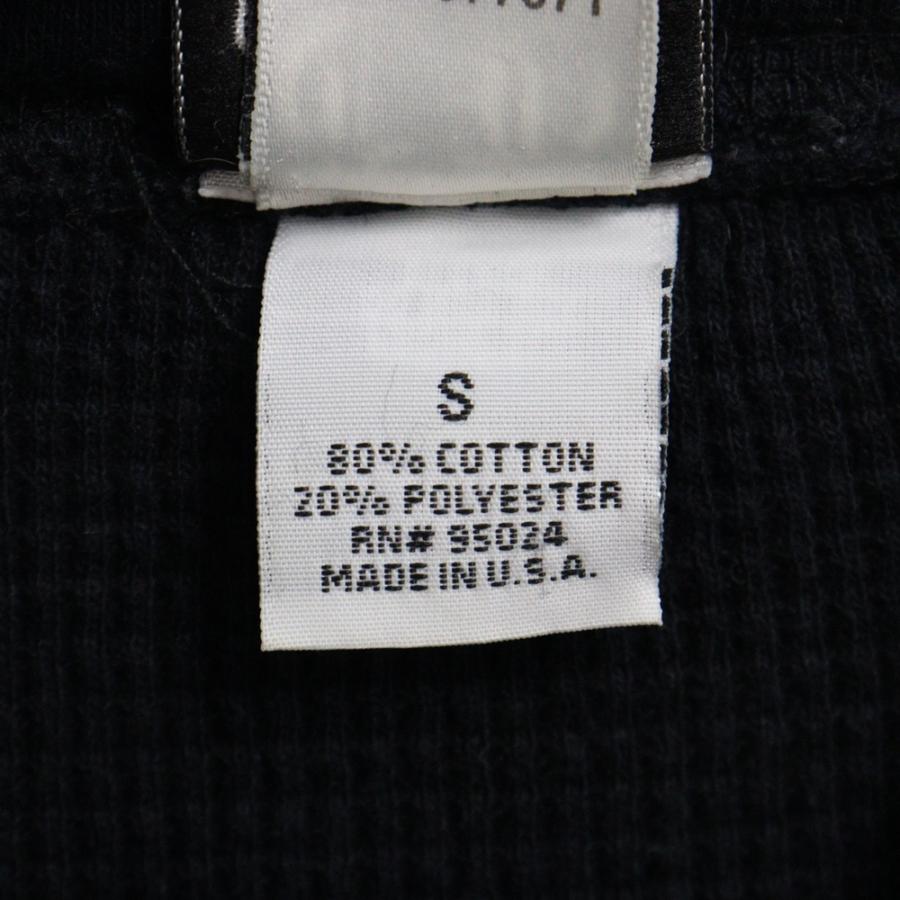 S
80% COTTON
20% POLYESTER
RN# 95024
MADE IN U.S.A.